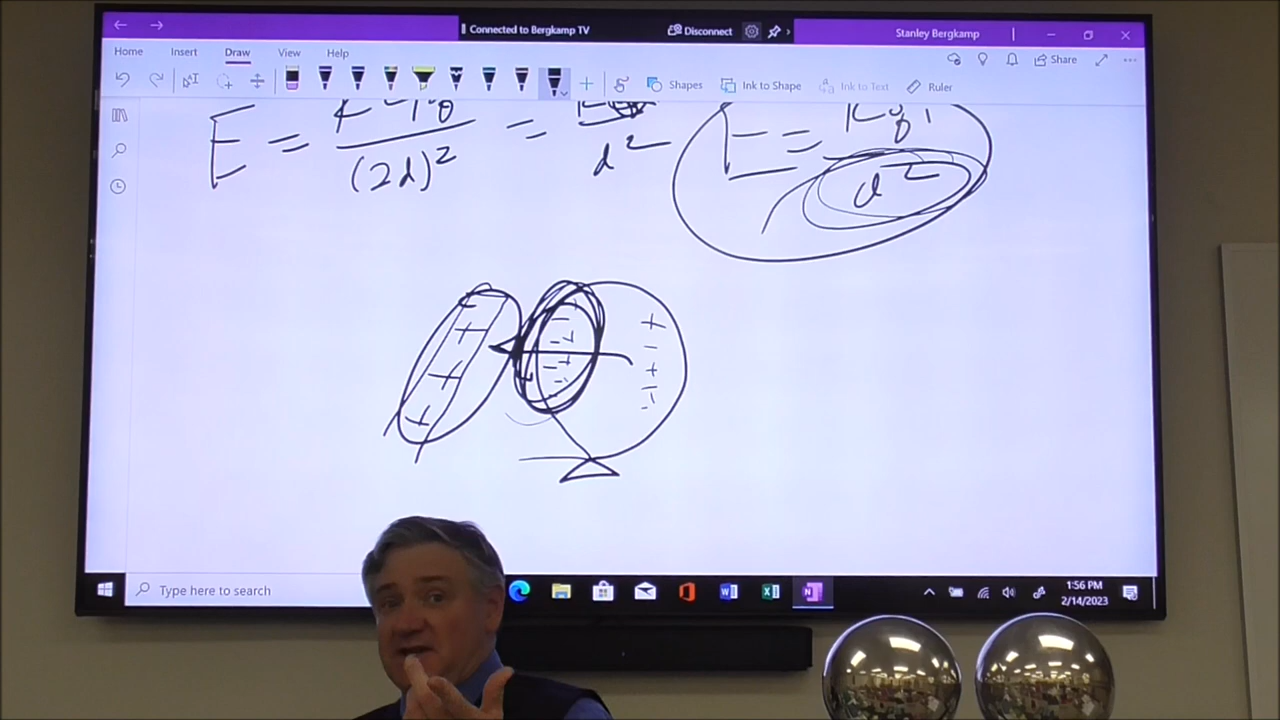 Connected to Bergkamp TV
Disconnect
Stanley Bergkamp
Home Insert Draw View Help
Share
Shapes
Ink to Shape
Ink to Text
Ruler
E = / (2d)² = / d²
E = / d²
+ + +
+ - + -
Type here to search
1:56 PM
2/14/2023